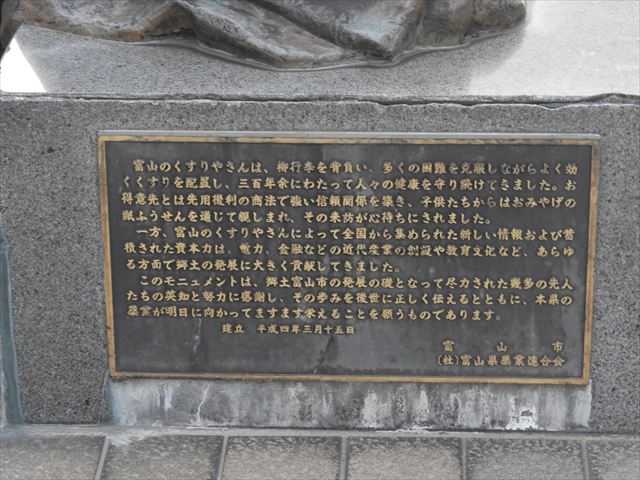 富山のくすりやさんは、柳行李を背負い、多くの困難を克服しながらよく効
くくすりを配置し、三百年余にわたって人々の健康を守り続けてきました。お
得意先とは先用後利の商法で強い信頼関係を築き、子供たちからはおみやげの
紙ふうせんを通じて親しまれ、その来訪が心待ちにされました。
一方、富山のくすりやさんによって全国から集められた新しい情報および蓄
積された資本力は、電力、金融などの近代産業の創設や教育文化など、あらゆ
る方面で郷土の発展に大きく貢献してきました。
このモニュメントは、郷土富山市の発展の礎となって尽力された幾多の先人
たちの英知と努力に感謝し、その歩みを後世に正しく伝えるとともに、本県の
薬業が明日に向かってますます栄えることを願うものであります。
建立 平成四年三月十五日
富山市
(社)富山県薬業連合会